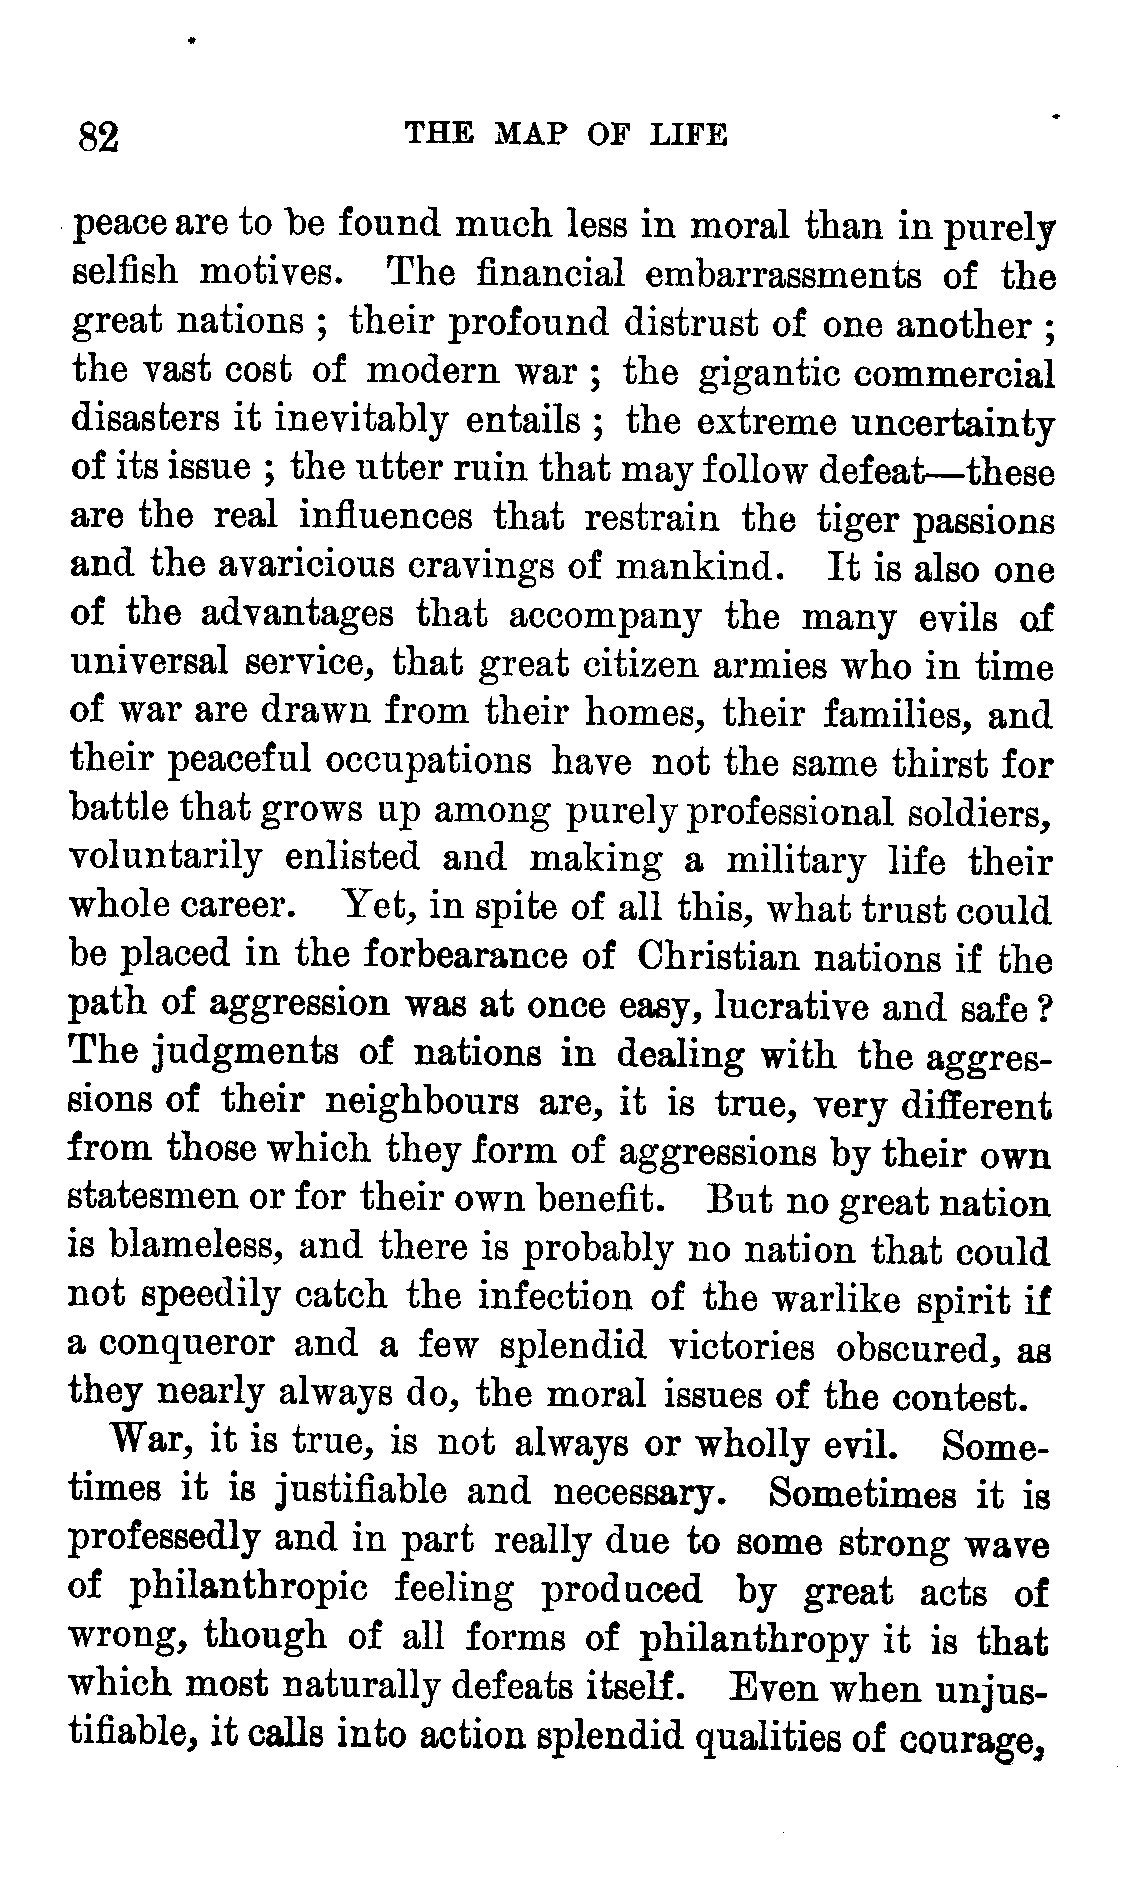 82 THE MAP OF LIFE
peace are to be found much less in moral than in purely
selfish motives. The financial embarrassments of the
great nations ; their profound distrust of one another ;
the vast cost of modern war ; the gigantic commercial
disasters it inevitably entails ; the extreme uncertainty
of its issue ; the utter ruin that may follow defeat—these
are the real influences that restrain the tiger passions
and the avaricious cravings of mankind. It is also one
of the advantages that accompany the many evils of
universal service, that great citizen armies who in time
of war are drawn from their homes, their families, and
their peaceful occupations have not the same thirst for
battle that grows up among purely professional soldiers,
voluntarily enlisted and making a military life their
whole career. Yet, in spite of all this, what trust could
be placed in the forbearance of Christian nations if the
path of aggression was at once easy, lucrative and safe ?
The judgments of nations in dealing with the aggres-
sions of their neighbours are, it is true, very different
from those which they form of aggressions by their own
statesmen or for their own benefit. But no great nation
is blameless, and there is probably no nation that could
not speedily catch the infection of the warlike spirit if
a conqueror and a few splendid victories obscured, as
they nearly always do, the moral issues of the contest.
War, it is true, is not always or wholly evil. Some-
times it is justifiable and necessary. Sometimes it is
professedly and in part really due to some strong wave
of philanthropic feeling produced by great acts of
wrong, though of all forms of philanthropy it is that
which most naturally defeats itself. Even when unjus-
tifiable, it calls into action splendid qualities of courage,